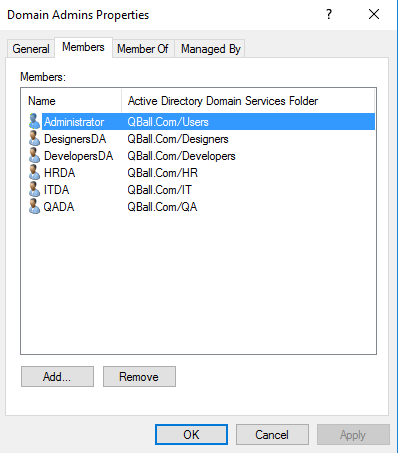 Domain Admins Properties
General Members Member Of Managed By
Members:
Name Active Directory Domain Services Folder
Administrator QBall.Com/Users
DesignersDA QBall.Com/Designers
DevelopersDA QBall.Com/Developers
HRDA QBall.Com/HR
ITDA QBall.Com/IT
QADA QBall.Com/QA
Add... Remove
OK Cancel Apply